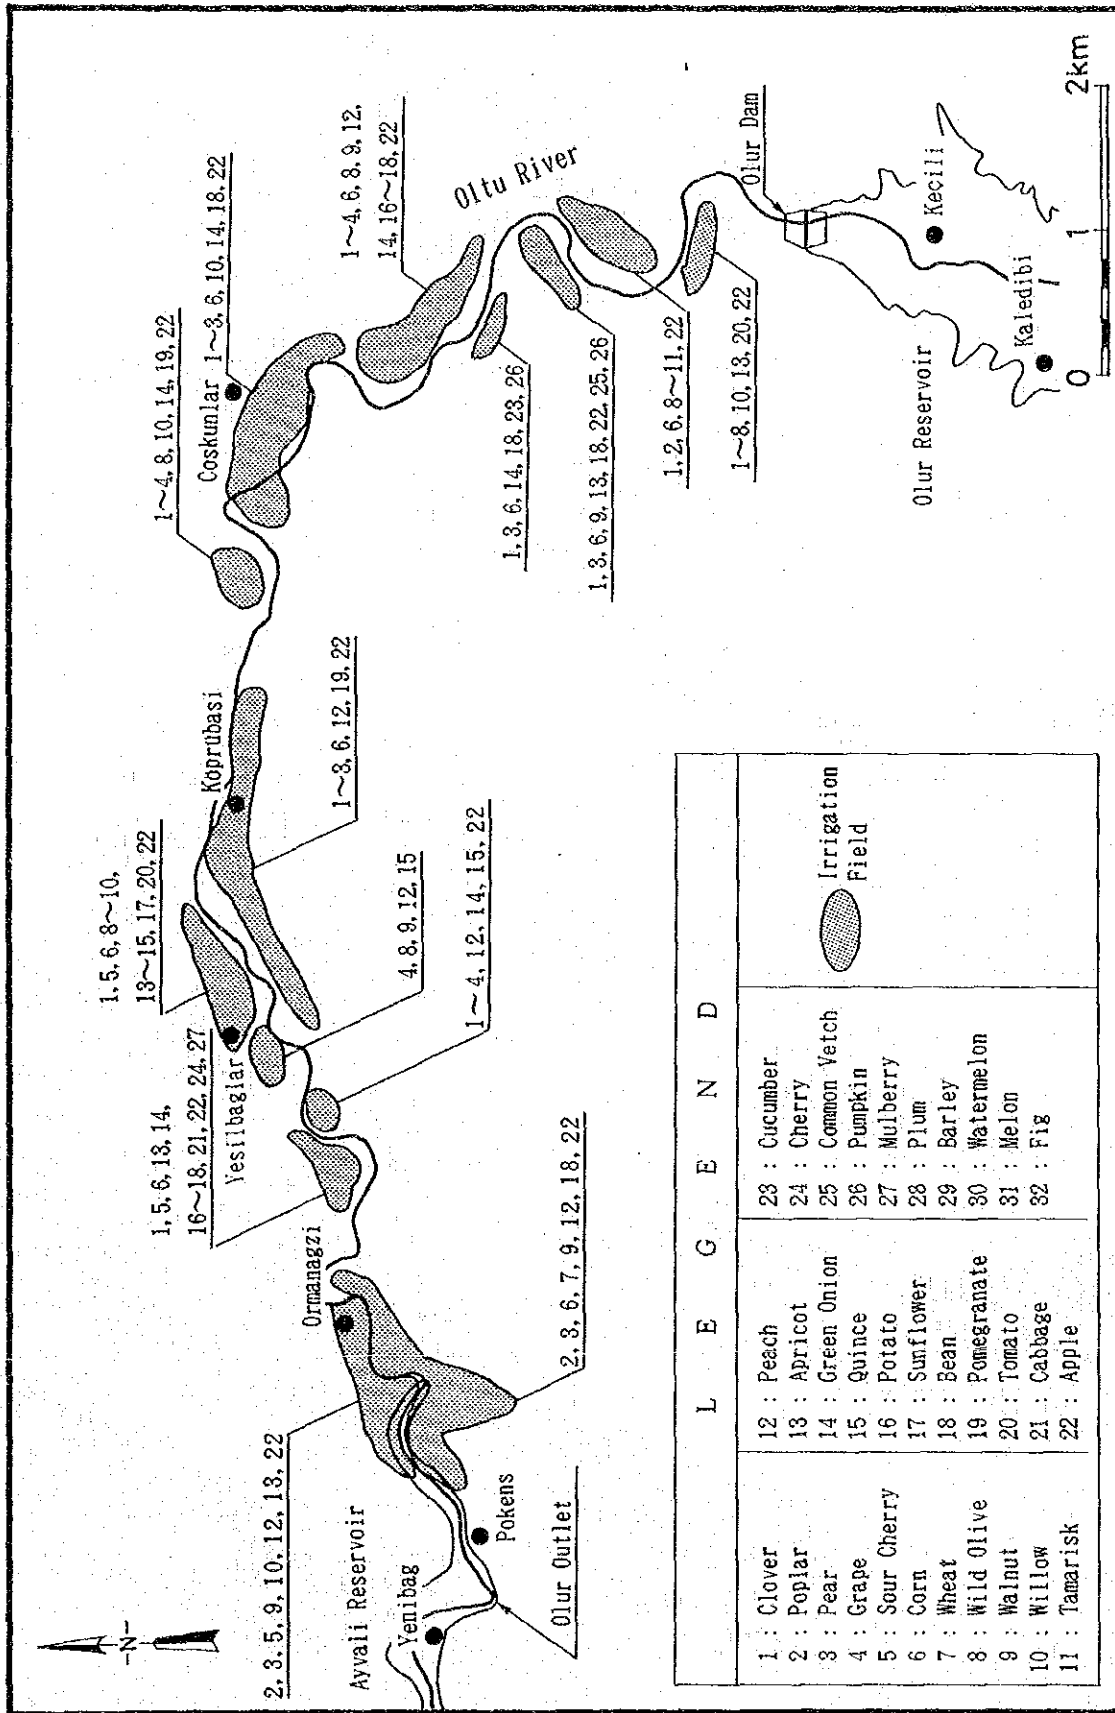 -N-
Ayvali Reservoir
Yenibag
Pokens
Olur Outlet
2, 3, 5, 9, 10, 12, 13, 22
Ormanagzi
2, 3, 6, 7, 9, 12, 18, 22
1, 5, 6, 13, 14,
16~18, 21, 22, 24, 27
Yesilbaglar
1, 5, 6, 8~10,
13~15, 17, 20, 22
4, 8, 9, 12, 15
1~4, 12, 14, 15, 22
Koprubasi
1~3, 6, 12, 19, 22
1~4, 8, 10, 14, 19, 22
Coskunlar
1~3, 6, 10, 14, 18, 22
1~4, 6, 8, 9, 12,
14, 16~18, 22
Oltu River
1, 3, 6, 14, 18, 23, 26
1, 3, 6, 9, 13, 18, 22, 25, 26
1, 2, 6, 8~11, 22
1~8, 10, 13, 20, 22
Olur Dam
Olur Reservoir
Kecili
Kaledibi
0 1 2km
LEGEND
1 : Clover
2 : Poplar
3 : Pear
4 : Grape
5 : Sour Cherry
6 : Corn
7 : Wheat
8 : Wild Olive
9 : Walnut
10 : Willow
11 : Tamarisk
12 : Peach
13 : Apricot
14 : Green Onion
15 : Quince
16 : Potato
17 : Sunflower
18 : Bean
19 : Pomegranate
20 : Tomato
21 : Cabbage
22 : Apple
23 : Cucumber
24 : Cherry
25 : Common Vetch
26 : Pumpkin
27 : Mulberry
28 : Plum
29 : Barley
30 : Watermelon
31 : Melon
32 : Fig
Irrigation
Field